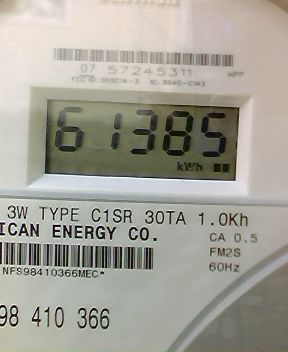 07 57245311 HPP
61385
kWh
3W TYPE C1SR 30TA 1.0Kh
ICAN ENERGY CO.
CA 0.5
FM2S
NFS98410366MEC*
60Hz
98 410 366